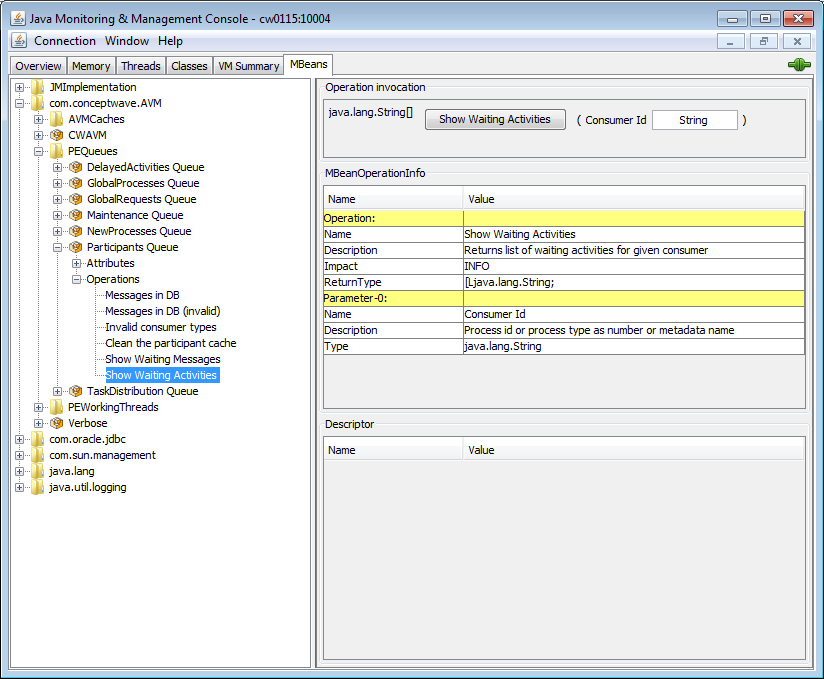 Java Monitoring & Management Console - cw0115:10004
Connection Window Help
Overview Memory Threads Classes VM Summary MBeans
JMImplementation
com.conceptwave.AVM
AVMCaches
CWAVM
PEQueues
DelayedActivities Queue
GlobalProcesses Queue
GlobalRequests Queue
Maintenance Queue
NewProcesses Queue
Participants Queue
Attributes
Operations
Messages in DB
Messages in DB (invalid)
Invalid consumer types
Clean the participant cache
Show Waiting Messages
Show Waiting Activities
TaskDistribution Queue
PEWorkingThreads
Verbose
com.oracle.jdbc
com.sun.management
java.lang
java.util.logging
Operation invocation
java.lang.String[] Show Waiting Activities ( Consumer Id String )
MBeanOperationInfo
Name Value
Operation:
Name Show Waiting Activities
Description Returns list of waiting activities for given consumer
Impact INFO
ReturnType [Ljava.lang.String;
Parameter-0:
Name Consumer Id
Description Process id or process type as number or metadata name
Type java.lang.String
Descriptor
Name Value